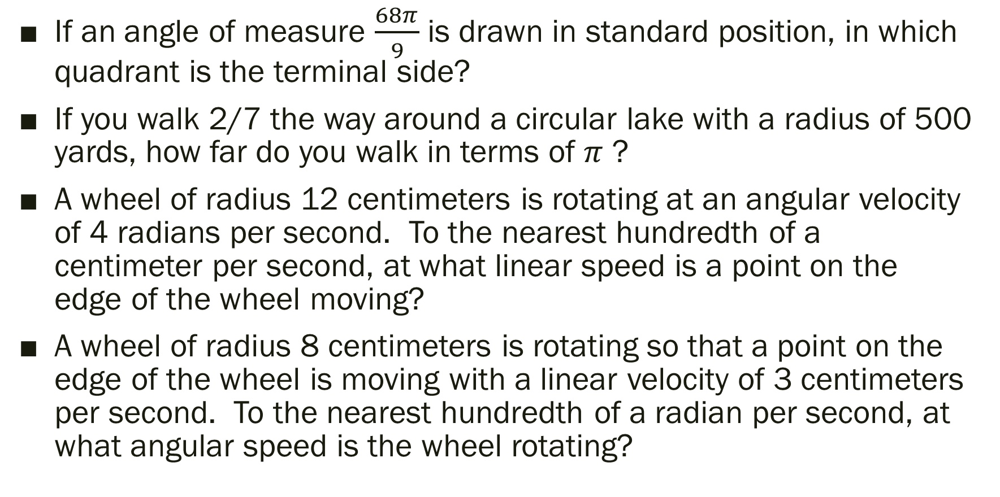 ■ If an angle of measure 68π/9 is drawn in standard position, in which
quadrant is the terminal side?
■ If you walk 2/7 the way around a circular lake with a radius of 500
yards, how far do you walk in terms of π ?
■ A wheel of radius 12 centimeters is rotating at an angular velocity
of 4 radians per second.  To the nearest hundredth of a
centimeter per second, at what linear speed is a point on the
edge of the wheel moving?
■ A wheel of radius 8 centimeters is rotating so that a point on the
edge of the wheel is moving with a linear velocity of 3 centimeters
per second.  To the nearest hundredth of a radian per second, at
what angular speed is the wheel rotating?